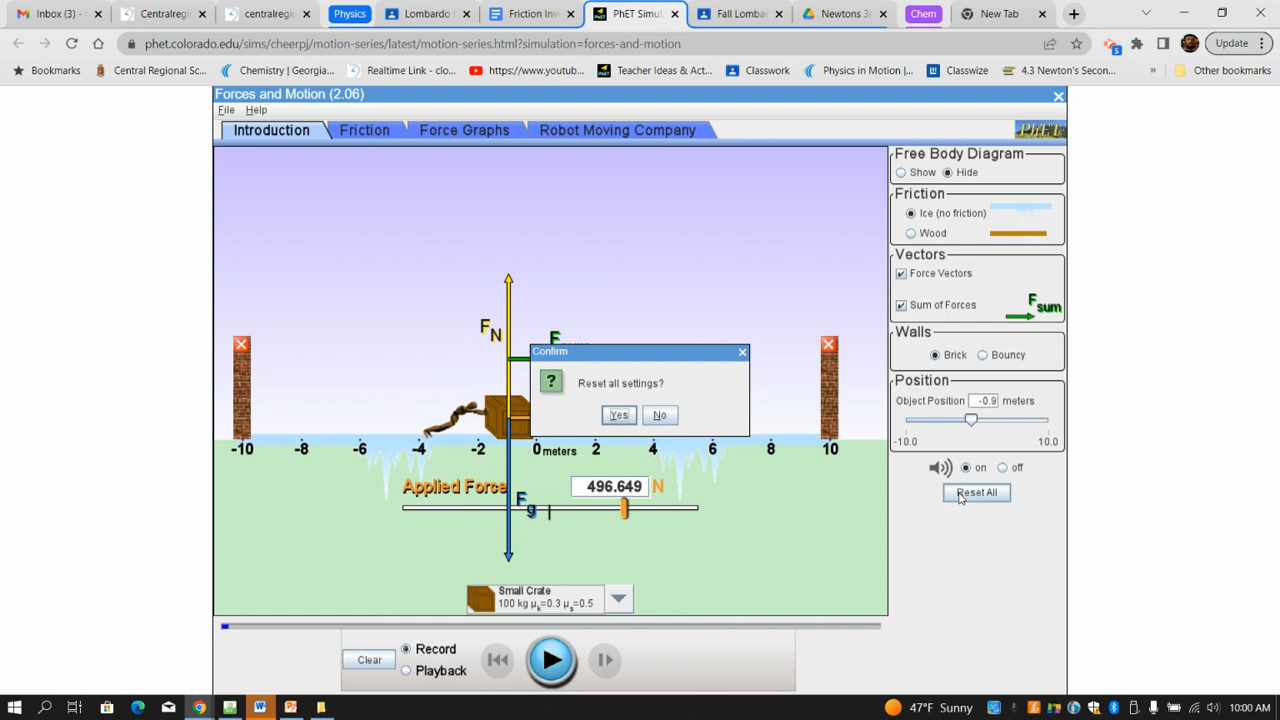 Inbox (3
Centralregi
centralregi
Physics
Lombardo E
Friction Inv
PhET Simula
Fall Lombar
Newtons 3r
Chem
New Tab
phet.colorado.edu/sims/cheerpj/motion-series/latest/motion-series.html?simulation=forces-and-motion
5
Update
Bookmarks
Central Regional Sc...
Chemistry | Georgia...
Realtime Link - clo...
https://www.youtub...
Teacher Ideas & Act...
Classwork
Physics in Motion |...
Classwize
4.3 Newton's Secon...
»
Other bookmarks
Forces and Motion (2.06)
File Help
Introduction
Friction
Force Graphs
Robot Moving Company
PhET
Free Body Diagram
Show Hide
Friction
Ice (no friction)
Wood
Vectors
Force Vectors
Sum of Forces
Fsum
Walls
Brick Bouncy
Position
Object Position -0.9 meters
-10.0 10.0
on off
Reset All
FN
F
Confirm
? Reset all settings?
Yes No
-10 -8 -6 -4 -2 0 meters 2 4 6 8 10
Applied Force 496.649 N
Fg
Small Crate
100 kg μk=0.3 μs=0.5
Clear
Record
Playback
47°F Sunny
10:00 AM